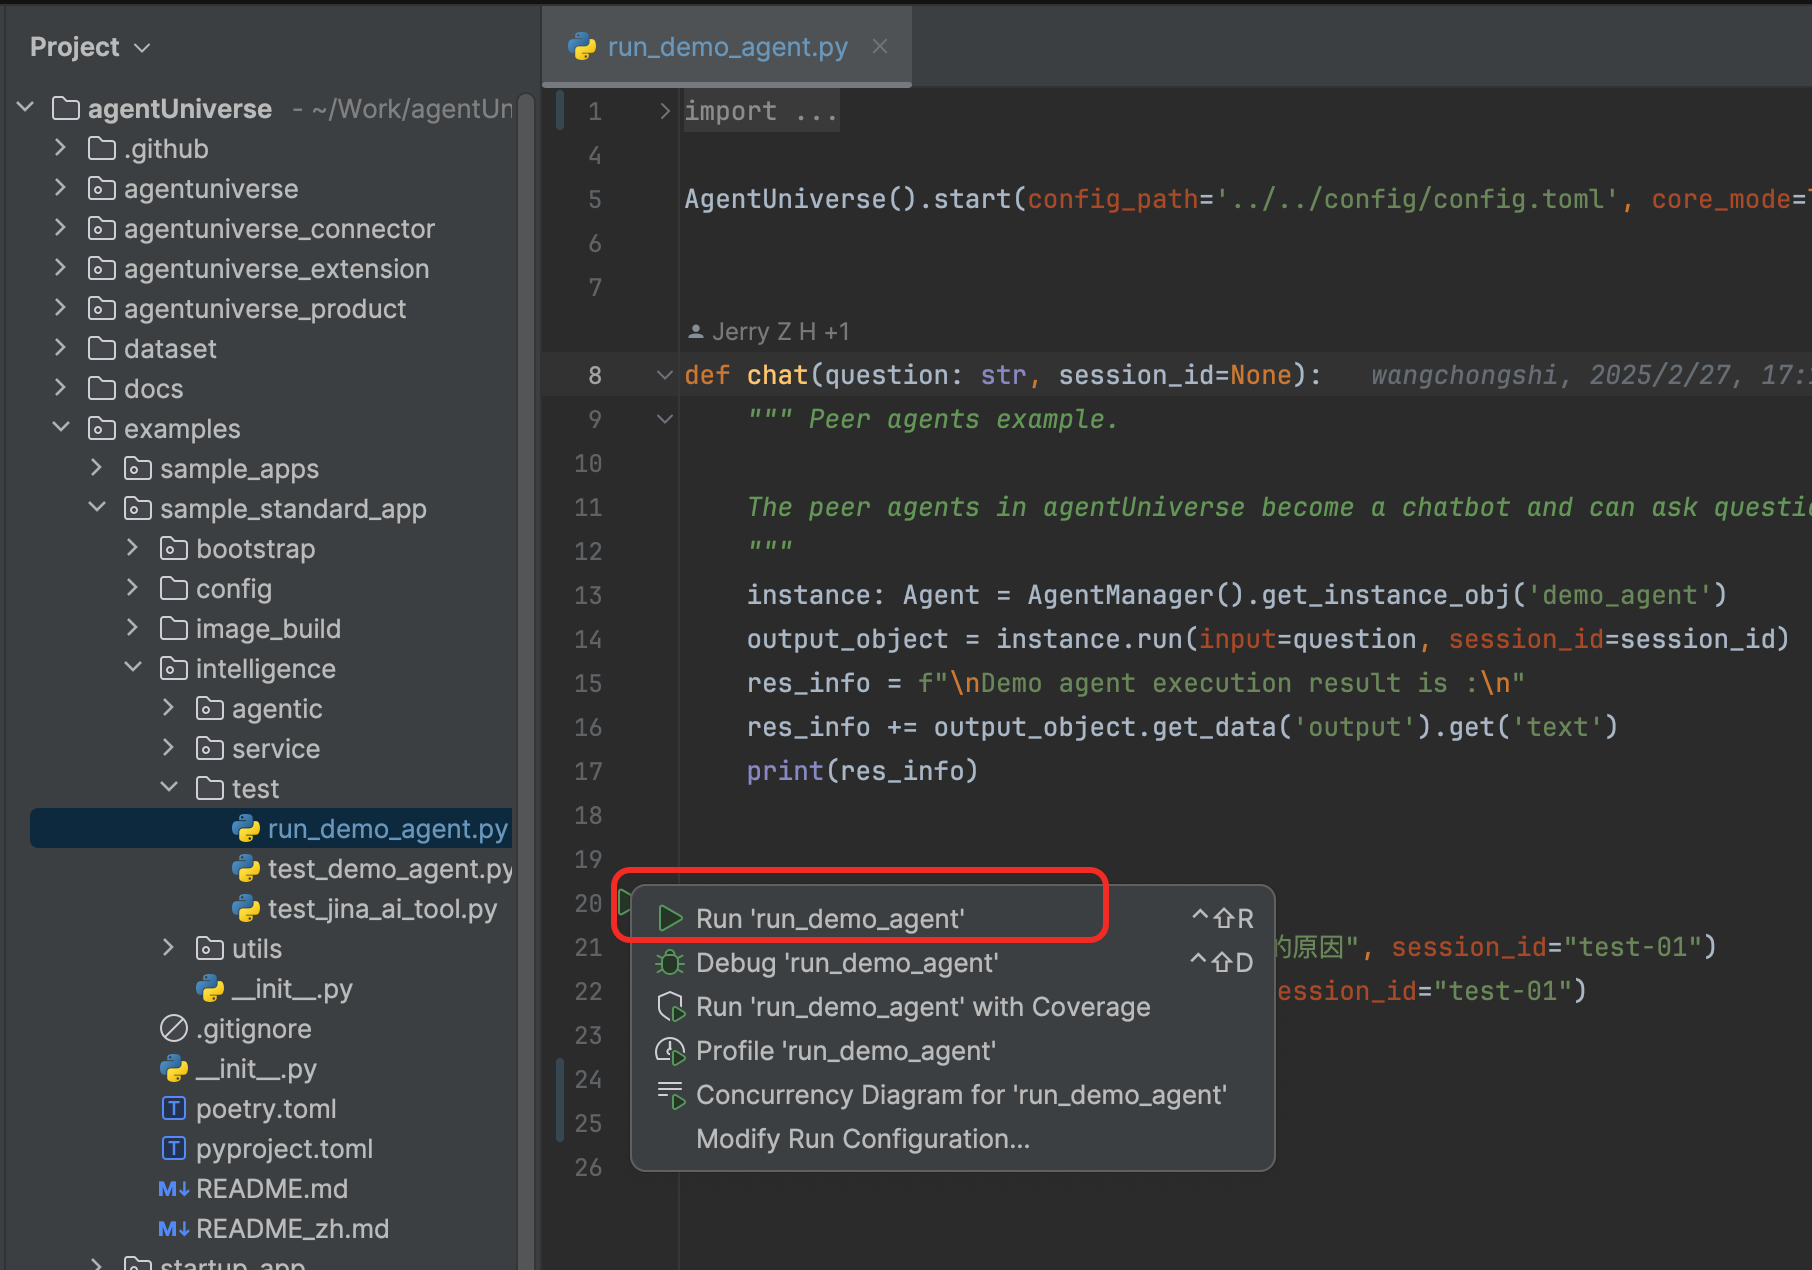 Project
agentUniverse - ~/Work/agentUn
.github
agentuniverse
agentuniverse_connector
agentuniverse_extension
agentuniverse_product
dataset
docs
examples
sample_apps
sample_standard_app
bootstrap
config
image_build
intelligence
agentic
service
test
run_demo_agent.py
test_demo_agent.py
test_jina_ai_tool.py
utils
__init__.py
.gitignore
__init__.py
T poetry.toml
T pyproject.toml
M↓ README.md
M↓ README_zh.md
startup_app
run_demo_agent.py
1 import ...
4
5 AgentUniverse().start(config_path='../../config/config.toml', core_mode=
6
7
Jerry Z H +1
8 def chat(question: str, session_id=None): wangchongshi, 2025/2/27, 17:
9 """ Peer agents example.
10
11 The peer agents in agentUniverse become a chatbot and can ask questi
12 """
13 instance: Agent = AgentManager().get_instance_obj('demo_agent')
14 output_object = instance.run(input=question, session_id=session_id)
15 res_info = f"\nDemo agent execution result is :\n"
16 res_info += output_object.get_data('output').get('text')
17 print(res_info)
18
19
20
21 的原因", session_id="test-01")
22 ession_id="test-01")
23
24
25
26
Run 'run_demo_agent' ^⇧R
Debug 'run_demo_agent' ^⇧D
Run 'run_demo_agent' with Coverage
Profile 'run_demo_agent'
Concurrency Diagram for 'run_demo_agent'
Modify Run Configuration...